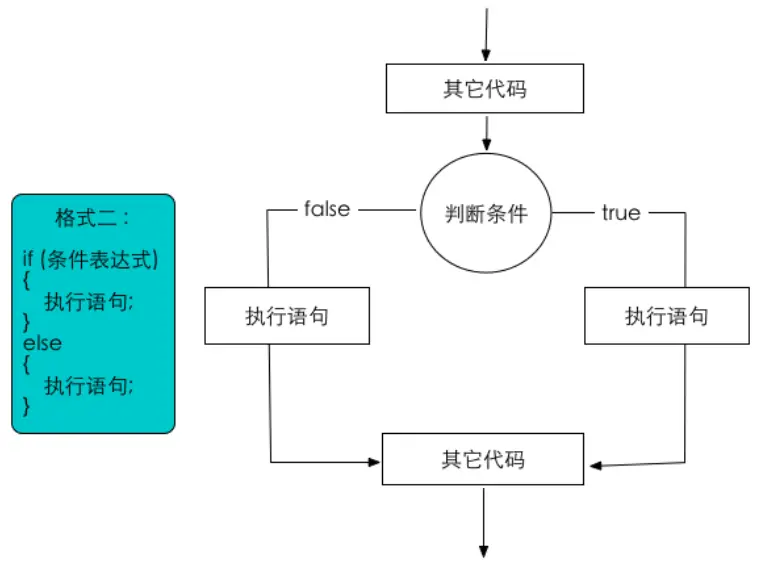 其它代码
判断条件
false
true
执行语句
执行语句
其它代码
格式二：
if (条件表达式)
{
执行语句;
}
else
{
执行语句;
}